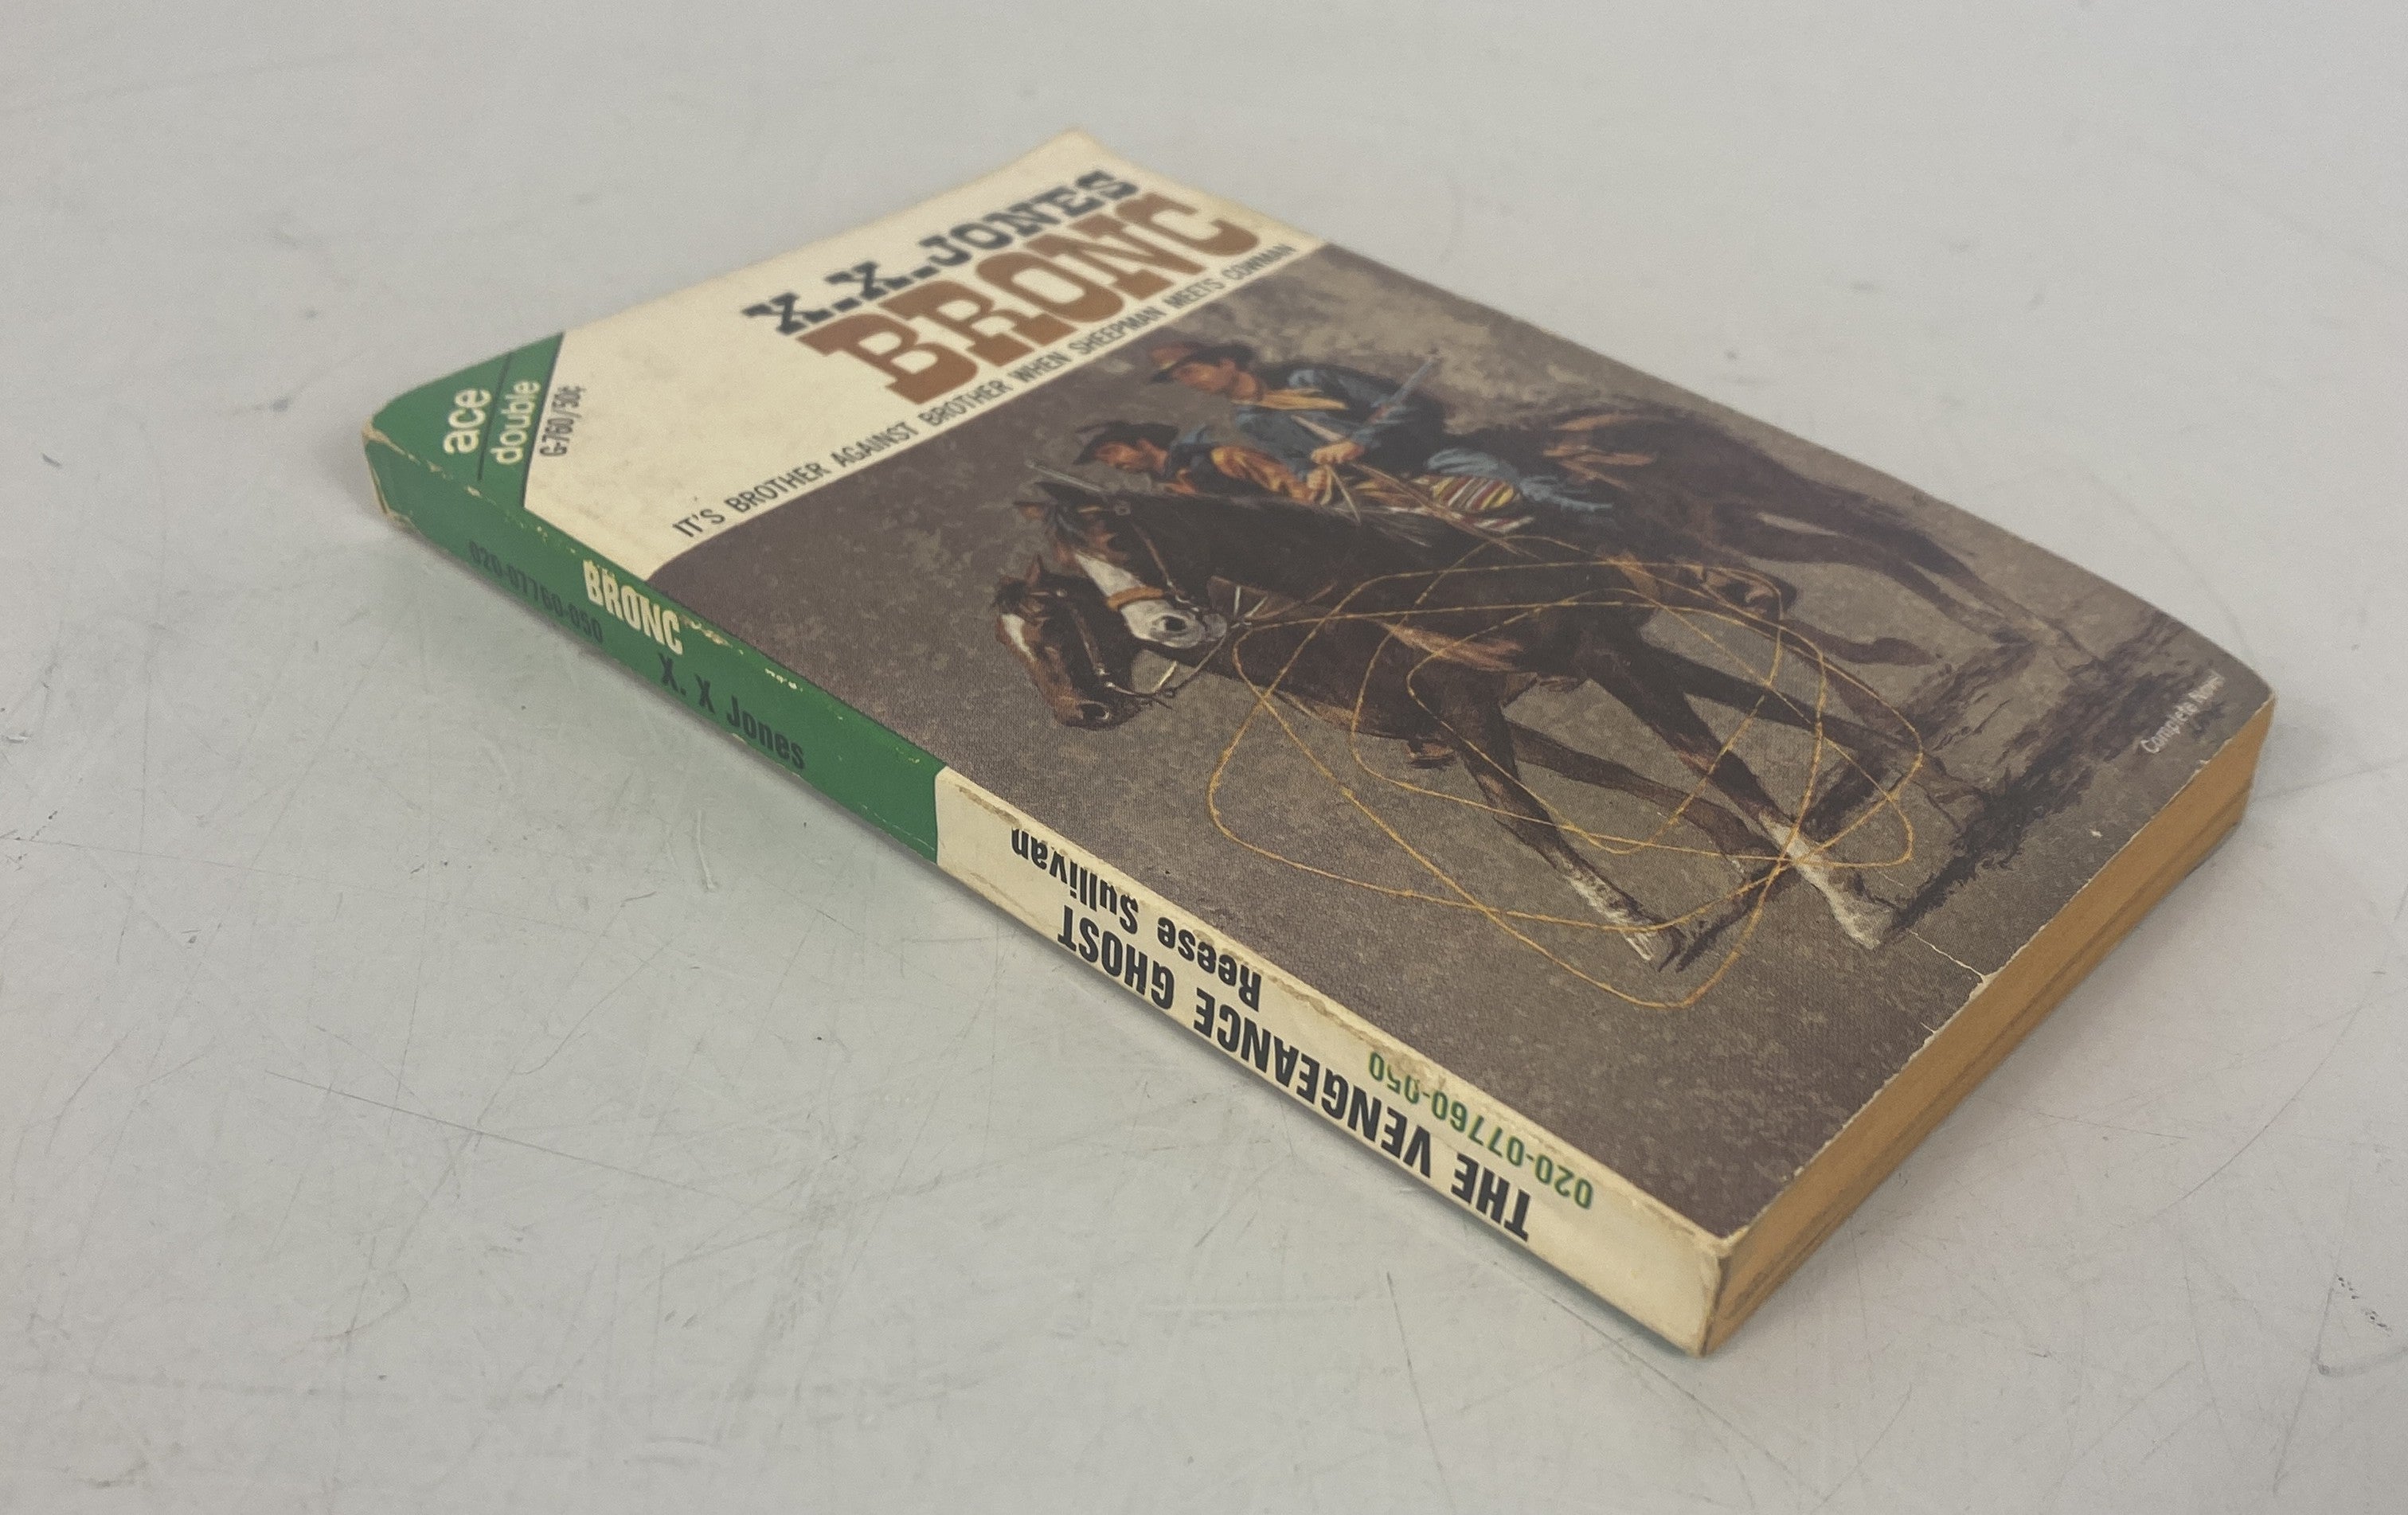 ace
double
G-760/50¢
X.X.JONES
BRONC
IT'S BROTHER AGAINST BROTHER WHEN SHEEPMAN MEETS COWMAN
Complete Novel
BRONC
X. X Jones
020-07760-050
THE VENGEANCE GHOST
Reese Sullivan
020-07760-050